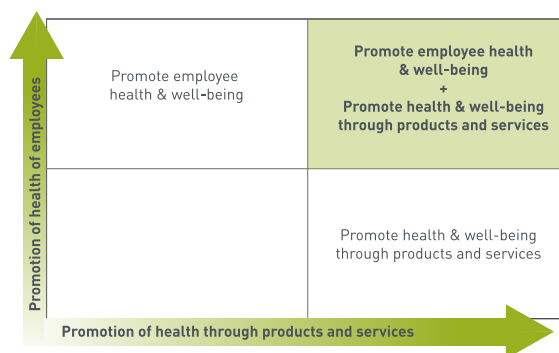 Promotion of health of employees
Promote employee
health & well-being
Promote employee health
& well-being
+
Promote health & well-being
through products and services
Promote health & well-being
through products and services
Promotion of health through products and services